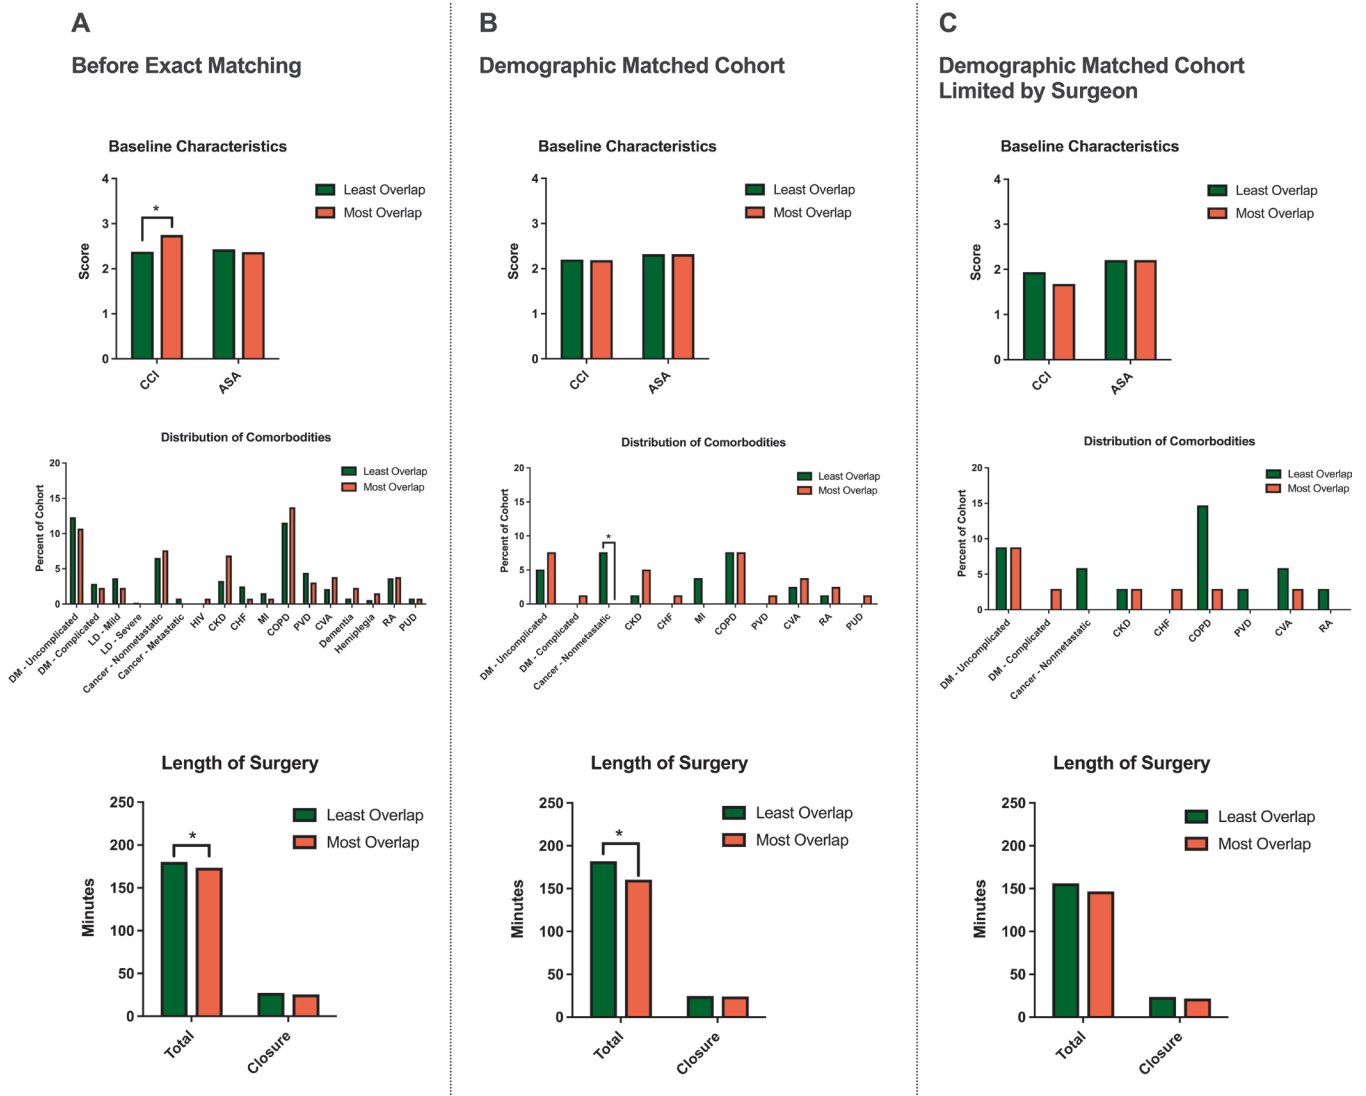 A
Before Exact Matching
Baseline Characteristics
4
3
2
1
0
Score
*
CCI
ASA
Least Overlap
Most Overlap
Distribution of Comorbodities
20
15
10
5
0
Percent of Cohort
Least Overlap
Most Overlap
DM - Uncomplicated
DM - Complicated
LD - Mild
LD - Severe
Cancer - Nonmetastatic
Cancer - Metastatic
HIV
CKD
CHF
MI
COPD
PVD
CVA
Dementia
Hemiplegia
RA
PUD
Length of Surgery
250
200
150
100
50
0
Minutes
*
Total
Closure
Least Overlap
Most Overlap
B
Demographic Matched Cohort
Baseline Characteristics
4
3
2
1
0
Score
CCI
ASA
Least Overlap
Most Overlap
Distribution of Comorbodities
20
15
10
5
0
Percent of Cohort
*
Least Overlap
Most Overlap
DM - Uncomplicated
DM - Complicated
Cancer - Nonmetastatic
CKD
CHF
MI
COPD
PVD
CVA
RA
PUD
Length of Surgery
250
200
150
100
50
0
Minutes
*
Total
Closure
Least Overlap
Most Overlap
C
Demographic Matched Cohort
Limited by Surgeon
Baseline Characteristics
4
3
2
1
0
Score
CCI
ASA
Least Overlap
Most Overlap
Distribution of Comorbodities
20
15
10
5
0
Percent of Cohort
Least Overlap
Most Overlap
DM - Uncomplicated
DM - Complicated
Cancer - Nonmetastatic
CKD
CHF
COPD
PVD
CVA
RA
Length of Surgery
250
200
150
100
50
0
Minutes
Total
Closure
Least Overlap
Most Overlap